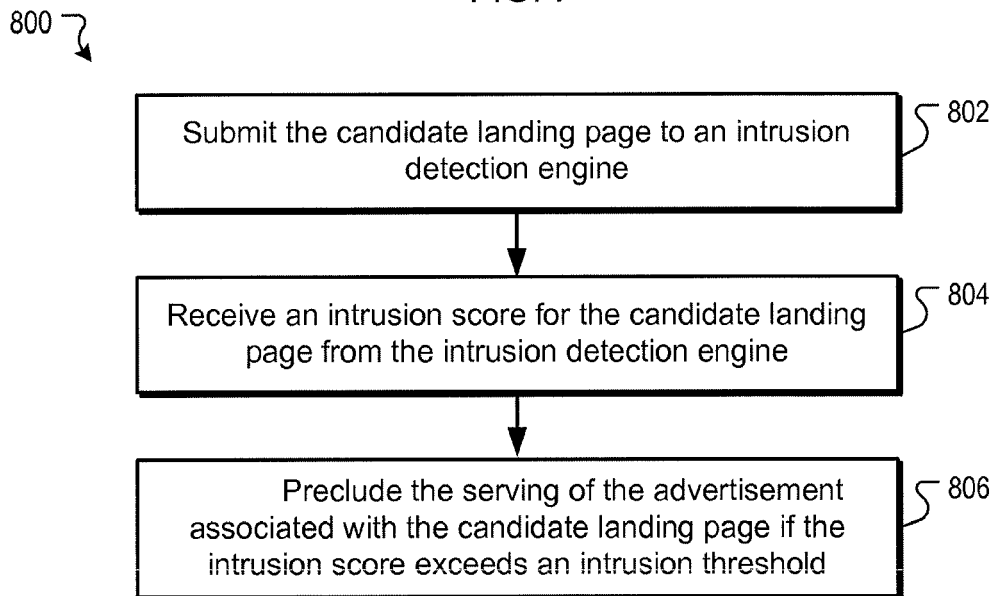 800
Submit the candidate landing page to an intrusion
detection engine
802
Receive an intrusion score for the candidate landing
page from the intrusion detection engine
804
Preclude the serving of the advertisement
associated with the candidate landing page if the
intrusion score exceeds an intrusion threshold
806